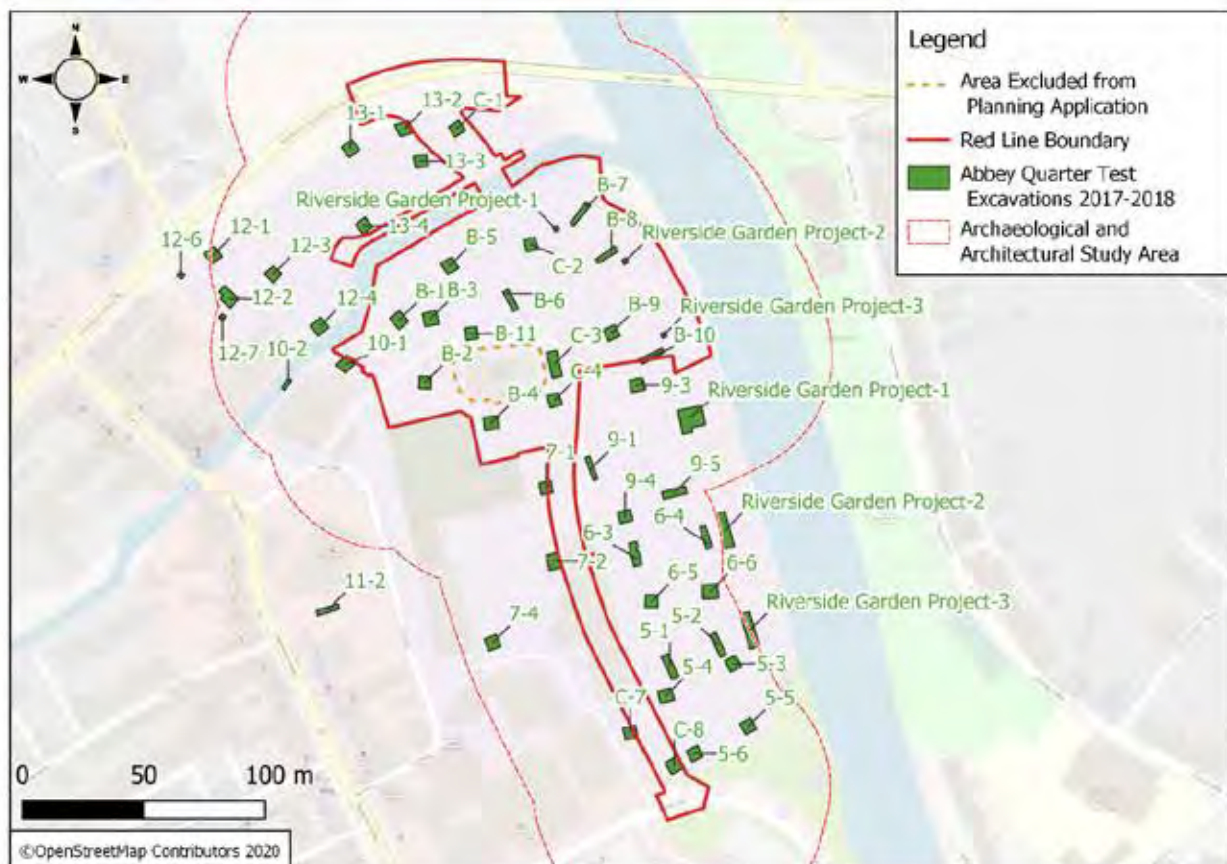 N
W
E
S
Legend
Area Excluded from
Planning Application
Red Line Boundary
Abbey Quarter Test
Excavations 2017-2018
Archaeological and
Architectural Study Area
13-1
13-2
C-1
13-3
Riverside Garden Project-1
B-7
13-4
B-8
Riverside Garden Project-2
12-6
12-1
12-3
B-5
C-2
12-2
12-4
B-1
B-3
B-6
B-9
Riverside Garden Project-3
B-11
C-3
B-10
12-7
10-2
10-1
B-2
C-4
9-3
Riverside Garden Project-1
B-4
7-1
9-1
9-5
9-4
6-4
Riverside Garden Project-2
6-3
7-2
6-5
6-6
11-2
Riverside Garden Project-3
7-4
5-2
5-1
5-3
5-4
5-5
C-7
C-8
5-6
0 50 100 m
©OpenStreetMap Contributors 2020